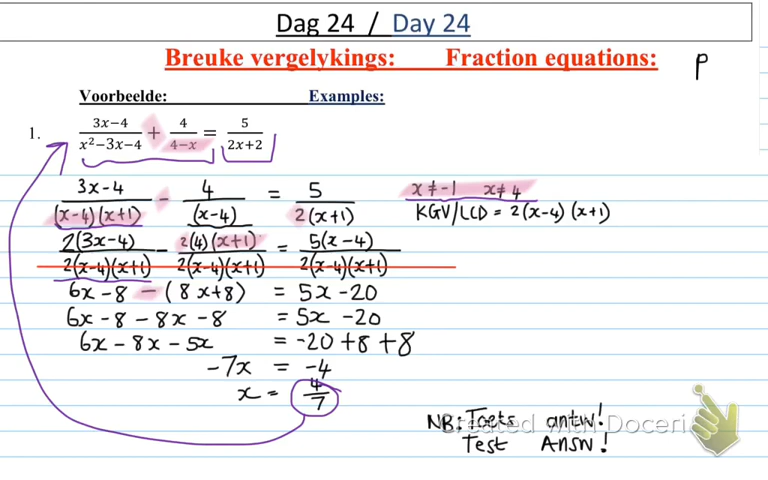 Dag 24 / Day 24
Breuke vergelykings: Fraction equations: p
Voorbeelde: Examples:
1. (3x−4)/(x²−3x−4) + 4/(4−x) = 5/(2x+2)
(3x−4)/((x−4)(x+1)) − 4/(x−4) = 5/(2(x+1)) x≠−1 x≠4
KGV/LCD = 2(x−4)(x+1)
2(3x−4)/(2(x−4)(x+1)) − 2(4)(x+1)/(2(x−4)(x+1)) = 5(x−4)/(2(x−4)(x+1))
6x − 8 − (8x+8) = 5x − 20
6x − 8 − 8x − 8 = 5x − 20
6x − 8x − 5x = −20 + 8 + 8
−7x = −4
x = 4/7
NB: Toets antw!
Test Answ!
Created with Doceri